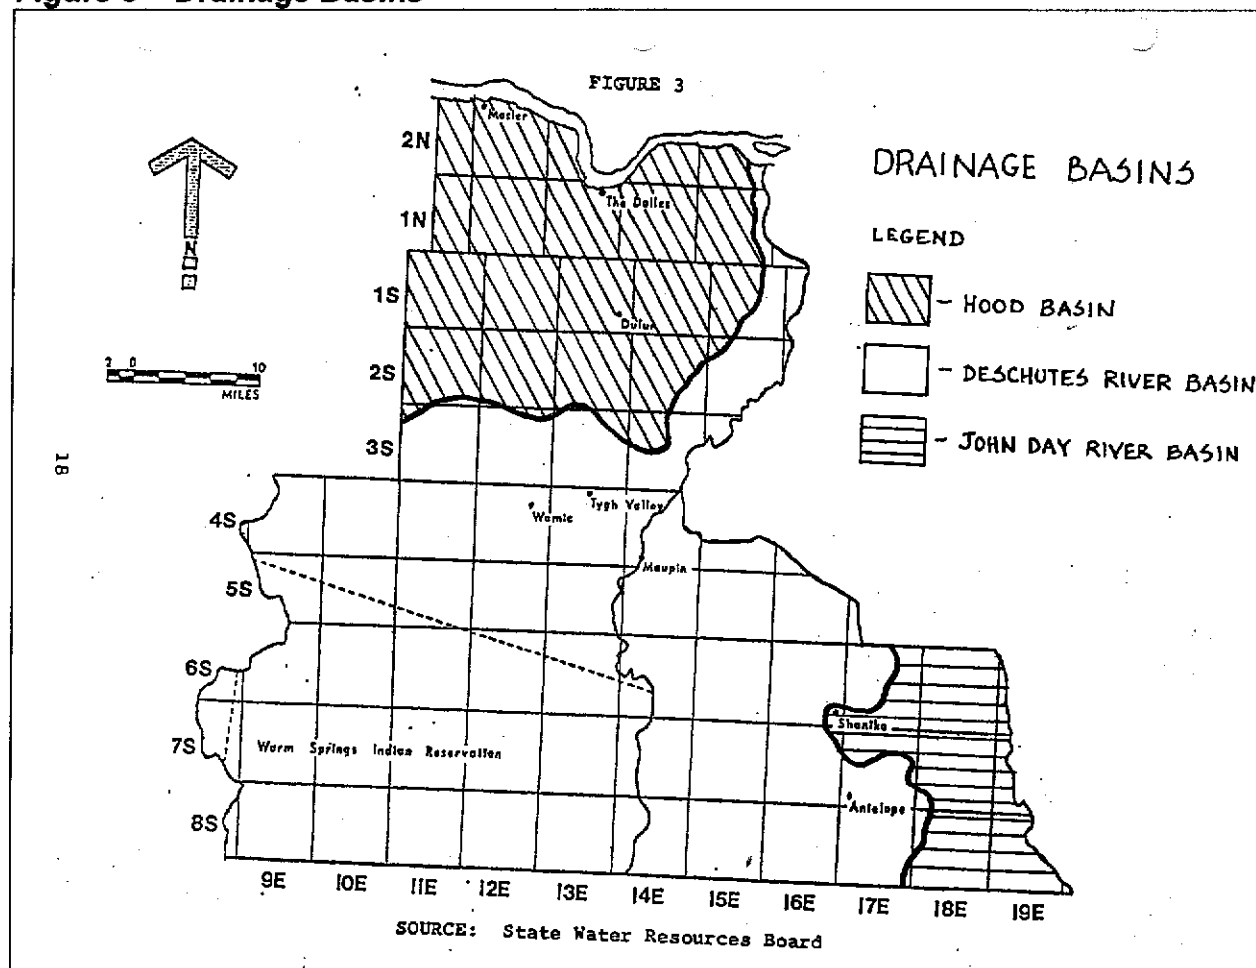 Figure 3 Drainage Basins
FIGURE 3
DRAINAGE BASINS
LEGEND
- HOOD BASIN
- DESCHUTES RIVER BASIN
- JOHN DAY RIVER BASIN
N
2 0 10
MILES
18
2N
1N
1S
2S
3S
4S
5S
6S
7S
8S
Mosier
The Dalles
Dufur
Tygh Valley
Wamic
Maupin
Shaniko
Warm Springs Indian Reservation
Antelope
9E 10E 11E 12E 13E 14E 15E 16E 17E 18E 19E
SOURCE: State Water Resources Board